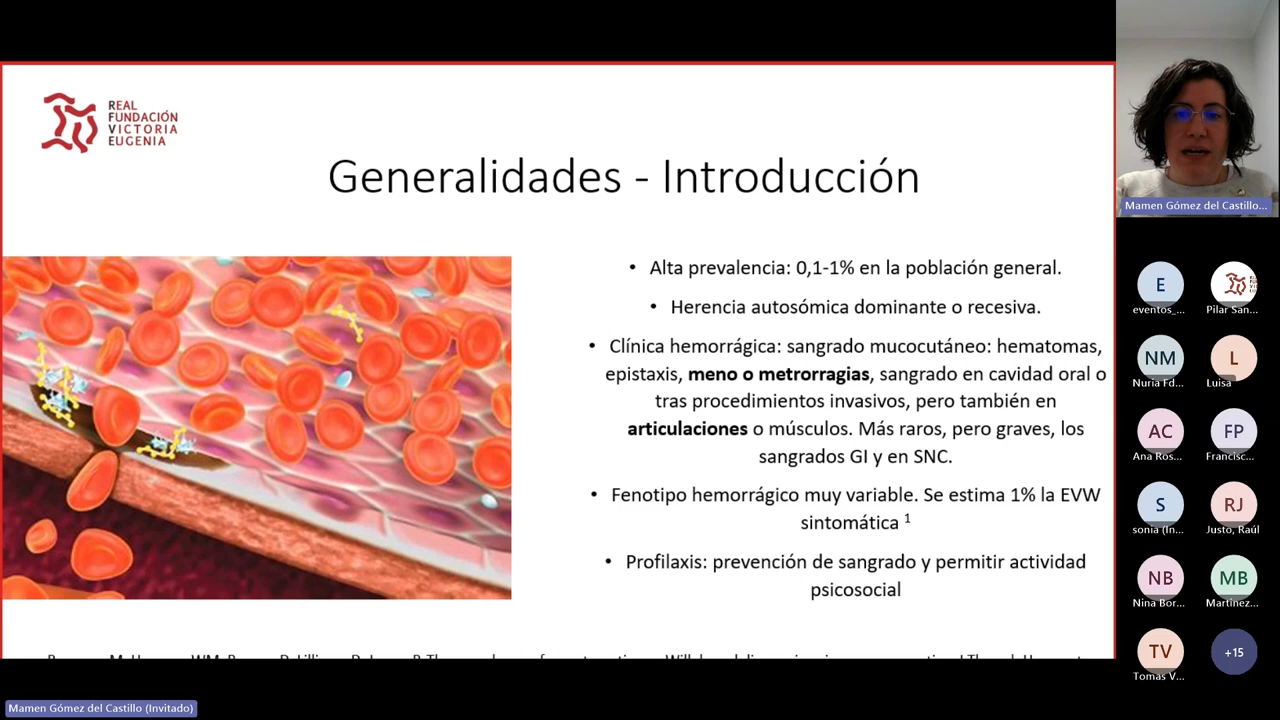 REAL
FUNDACIÓN
VICTORIA
EUGENIA
Generalidades - Introducción
• Alta prevalencia: 0,1-1% en la población general.
• Herencia autosómica dominante o recesiva.
• Clínica hemorrágica: sangrado mucocutáneo: hematomas,
epistaxis, meno o metrorragias, sangrado en cavidad oral o
tras procedimientos invasivos, pero también en
articulaciones o músculos. Más raros, pero graves, los
sangrados GI y en SNC.
• Fenotipo hemorrágico muy variable. Se estima 1% la EVW
sintomática 1
• Profilaxis: prevención de sangrado y permitir actividad
psicosocial
Mamen Gómez del Castillo...
E
eventos_...
Pilar San...
NM
Nuria Fd...
L
Luisa
AC
Ana Ros...
FP
Francisc...
S
sonia (In...
RJ
Justo, Raúl
NB
Nina Bor...
MB
Martínez...
TV
Tomas V...
+15
Mamen Gómez del Castillo (Invitado)